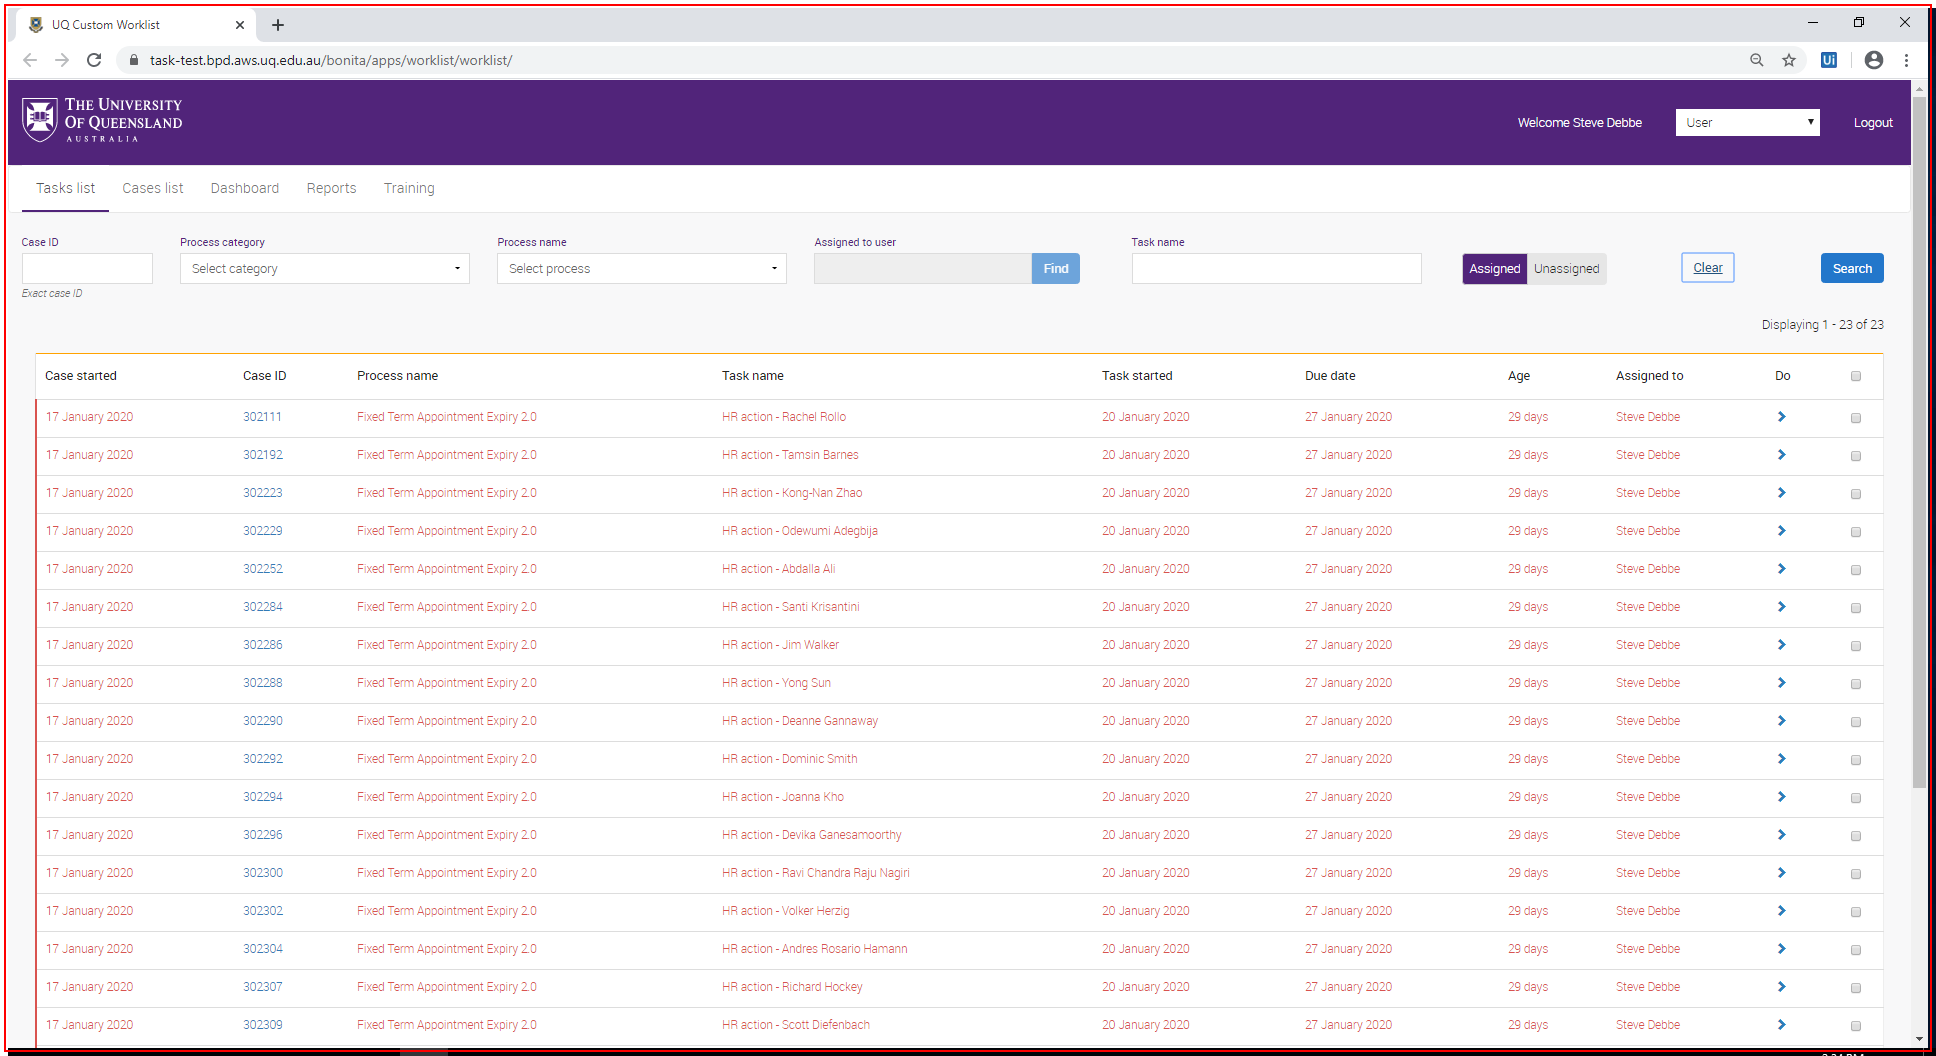 UQ Custom Worklist
task-test.bpd.aws.uq.edu.au/bonita/apps/worklist/worklist/
Ui
THE UNIVERSITY
OF QUEENSLAND
AUSTRALIA
Welcome Steve Debbe User Logout
Tasks list Cases list Dashboard Reports Training
Case ID Process category Process name Assigned to user Task name
Select category Select process Find Assigned Unassigned Clear Search
Exact case ID
Displaying 1 - 23 of 23
Case started Case ID Process name Task name Task started Due date Age Assigned to Do
17 January 2020 302111 Fixed Term Appointment Expiry 2.0 HR action - Rachel Rollo 20 January 2020 27 January 2020 29 days Steve Debbe
17 January 2020 302192 Fixed Term Appointment Expiry 2.0 HR action - Tamsin Barnes 20 January 2020 27 January 2020 29 days Steve Debbe
17 January 2020 302223 Fixed Term Appointment Expiry 2.0 HR action - Kong-Nan Zhao 20 January 2020 27 January 2020 29 days Steve Debbe
17 January 2020 302229 Fixed Term Appointment Expiry 2.0 HR action - Odewumi Adegbija 20 January 2020 27 January 2020 29 days Steve Debbe
17 January 2020 302252 Fixed Term Appointment Expiry 2.0 HR action - Abdalla Ali 20 January 2020 27 January 2020 29 days Steve Debbe
17 January 2020 302284 Fixed Term Appointment Expiry 2.0 HR action - Santi Krisantini 20 January 2020 27 January 2020 29 days Steve Debbe
17 January 2020 302286 Fixed Term Appointment Expiry 2.0 HR action - Jim Walker 20 January 2020 27 January 2020 29 days Steve Debbe
17 January 2020 302288 Fixed Term Appointment Expiry 2.0 HR action - Yong Sun 20 January 2020 27 January 2020 29 days Steve Debbe
17 January 2020 302290 Fixed Term Appointment Expiry 2.0 HR action - Deanne Gannaway 20 January 2020 27 January 2020 29 days Steve Debbe
17 January 2020 302292 Fixed Term Appointment Expiry 2.0 HR action - Dominic Smith 20 January 2020 27 January 2020 29 days Steve Debbe
17 January 2020 302294 Fixed Term Appointment Expiry 2.0 HR action - Joanna Kho 20 January 2020 27 January 2020 29 days Steve Debbe
17 January 2020 302296 Fixed Term Appointment Expiry 2.0 HR action - Devika Ganesamoorthy 20 January 2020 27 January 2020 29 days Steve Debbe
17 January 2020 302300 Fixed Term Appointment Expiry 2.0 HR action - Ravi Chandra Raju Nagiri 20 January 2020 27 January 2020 29 days Steve Debbe
17 January 2020 302302 Fixed Term Appointment Expiry 2.0 HR action - Volker Herzig 20 January 2020 27 January 2020 29 days Steve Debbe
17 January 2020 302304 Fixed Term Appointment Expiry 2.0 HR action - Andres Rosario Hamann 20 January 2020 27 January 2020 29 days Steve Debbe
17 January 2020 302307 Fixed Term Appointment Expiry 2.0 HR action - Richard Hockey 20 January 2020 27 January 2020 29 days Steve Debbe
17 January 2020 302309 Fixed Term Appointment Expiry 2.0 HR action - Scott Diefenbach 20 January 2020 27 January 2020 29 days Steve Debbe